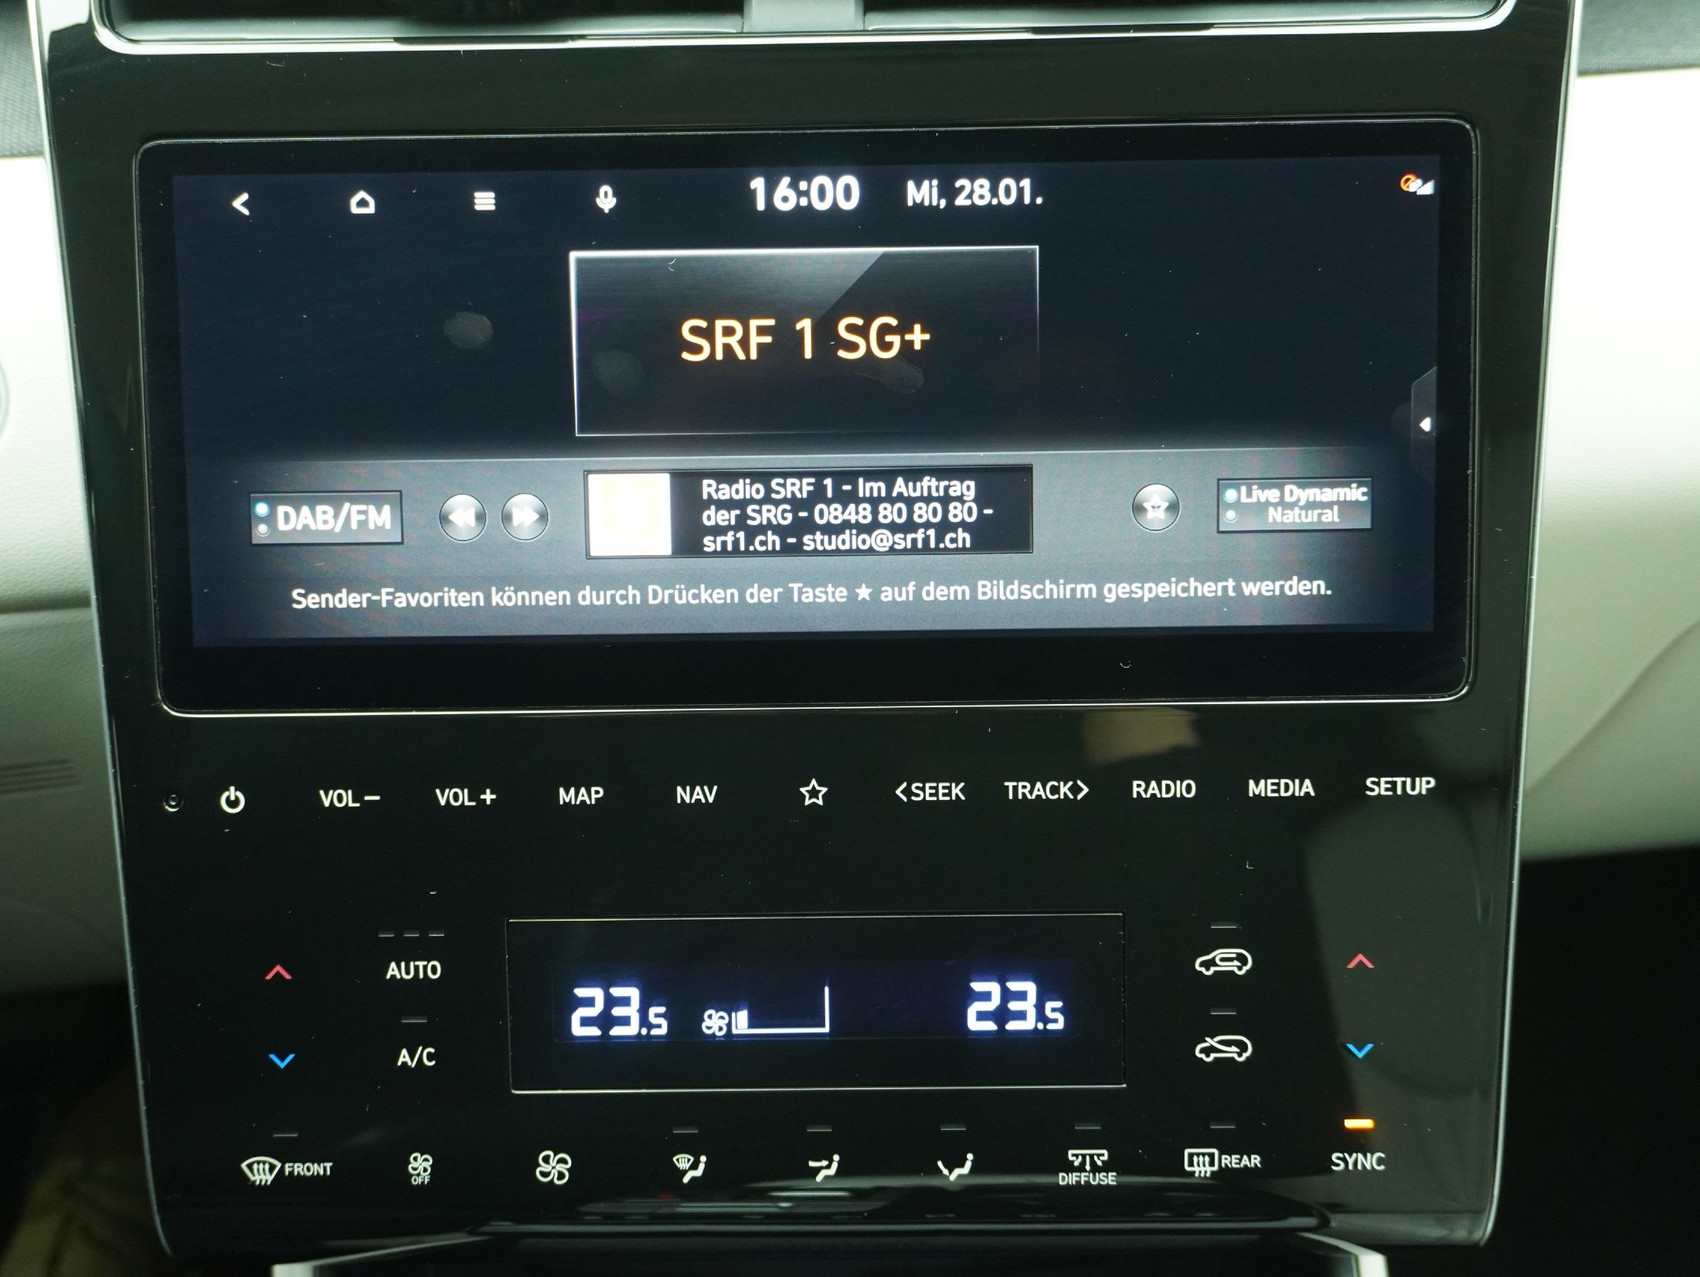 16:00 Mi, 28.01.
SRF 1 SG+
DAB/FM
Radio SRF 1 - Im Auftrag
der SRG - 0848 80 80 80 -
srf1.ch - studio@srf1.ch
Live Dynamic
Natural
Sender-Favoriten können durch Drücken der Taste ★ auf dem Bildschirm gespeichert werden.
VOL− VOL+ MAP NAV <SEEK TRACK> RADIO MEDIA SETUP
AUTO
23.5 23.5
A/C
FRONT OFF DIFFUSE REAR SYNC